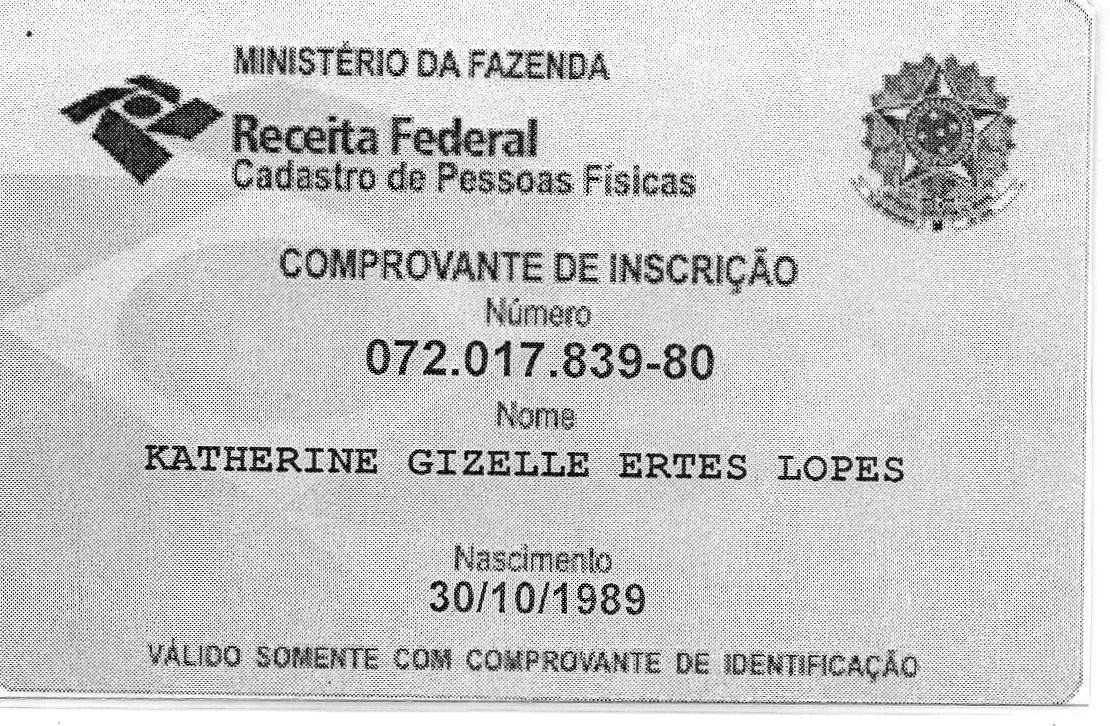 MINISTÉRIO DA FAZENDA
Receita Federal
Cadastro de Pessoas Físicas
COMPROVANTE DE INSCRIÇÃO
Número
072.017.839-80
Nome
KATHERINE GIZELLE ERTES LOPES
Nascimento
30/10/1989
VÁLIDO SOMENTE COM COMPROVANTE DE IDENTIFICAÇÃO